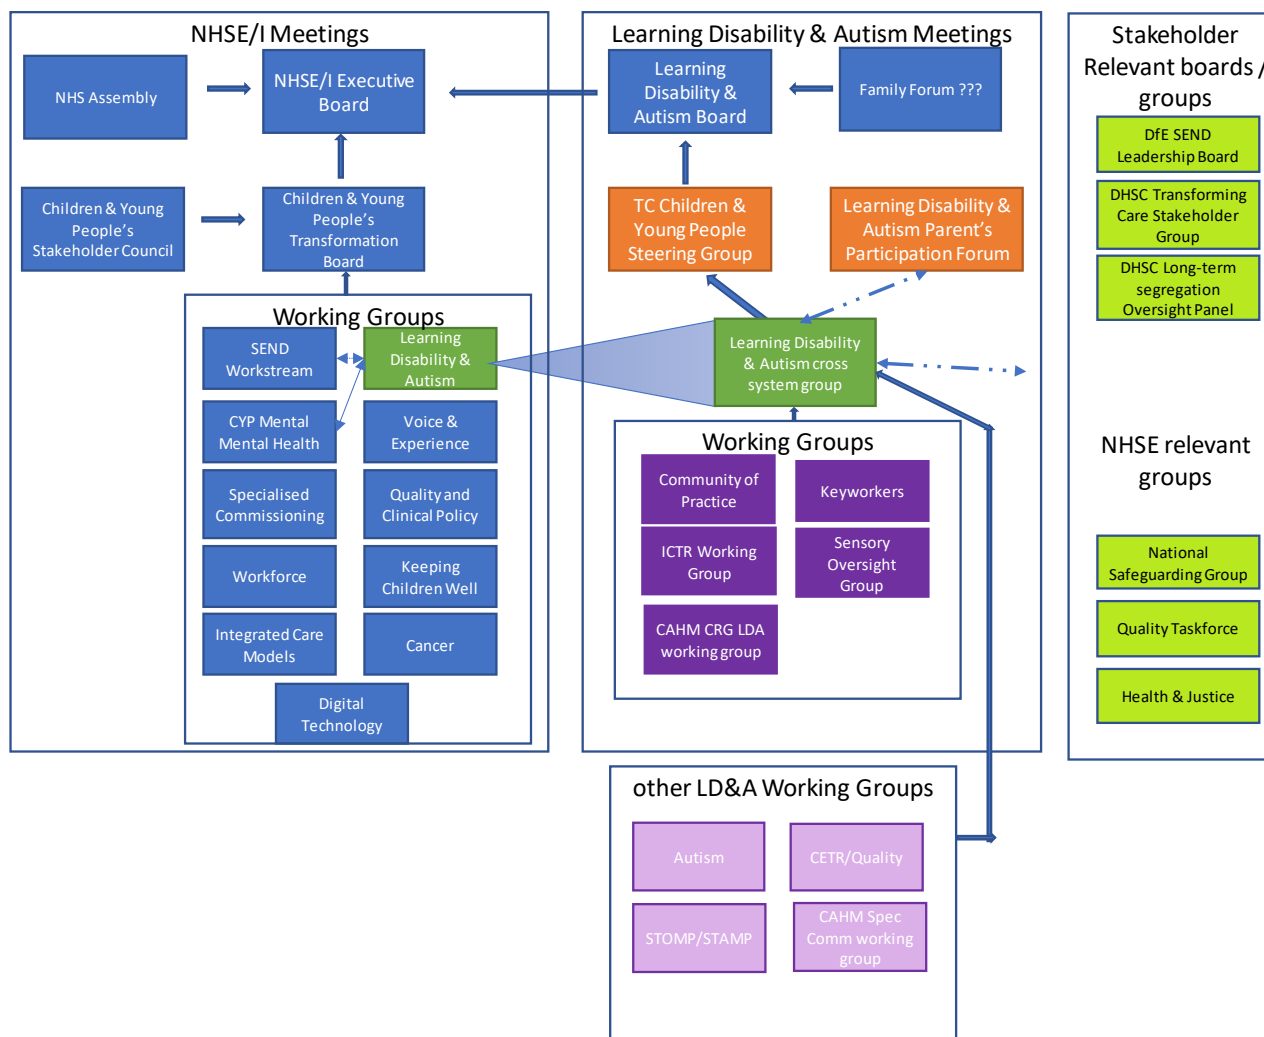 NHSE/I Meetings
NHS Assembly
NHSE/I Executive
Board
Children & Young
People's
Stakeholder Council
Children & Young
People's
Transformation
Board
Working Groups
SEND
Workstream
Learning
Disability &
Autism
CYP Mental
Mental Health
Voice &
Experience
Specialised
Commissioning
Quality and
Clinical Policy
Workforce
Keeping
Children Well
Integrated Care
Models
Cancer
Digital
Technology
Learning Disability & Autism Meetings
Learning
Disability &
Autism Board
Family Forum ???
TC Children &
Young People
Steering Group
Learning Disability &
Autism Parent's
Participation Forum
Learning Disability
& Autism cross
system group
Working Groups
Community of
Practice
Keyworkers
ICTR Working
Group
Sensory
Oversight
Group
CAHM CRG LDA
working group
other LD&A Working Groups
Autism
CETR/Quality
STOMP/STAMP
CAHM Spec
Comm working
group
Stakeholder
Relevant boards /
groups
DfE SEND
Leadership Board
DHSC Transforming
Care Stakeholder
Group
DHSC Long-term
segregation
Oversight Panel
NHSE relevant
groups
National
Safeguarding Group
Quality Taskforce
Health & Justice